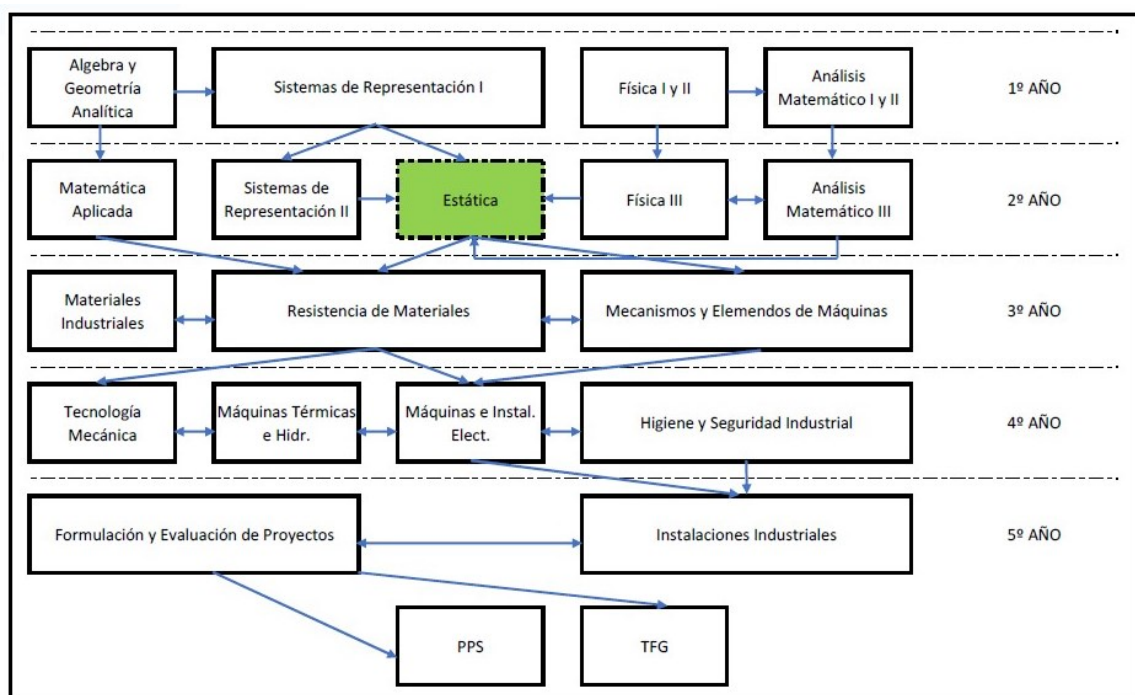 Algebra y
Geometría
Analítica
Sistemas de Representación I
Física I y II
Análisis
Matemático I y II
1º AÑO
Matemática
Aplicada
Sistemas de
Representación II
Estática
Física III
Análisis
Matemático III
2º AÑO
Materiales
Industriales
Resistencia de Materiales
Mecanismos y Elemendos de Máquinas
3º AÑO
Tecnología
Mecánica
Máquinas Térmicas
e Hidr.
Máquinas e Instal.
Elect.
Higiene y Seguridad Industrial
4º AÑO
Formulación y Evaluación de Proyectos
Instalaciones Industriales
5º AÑO
PPS
TFG